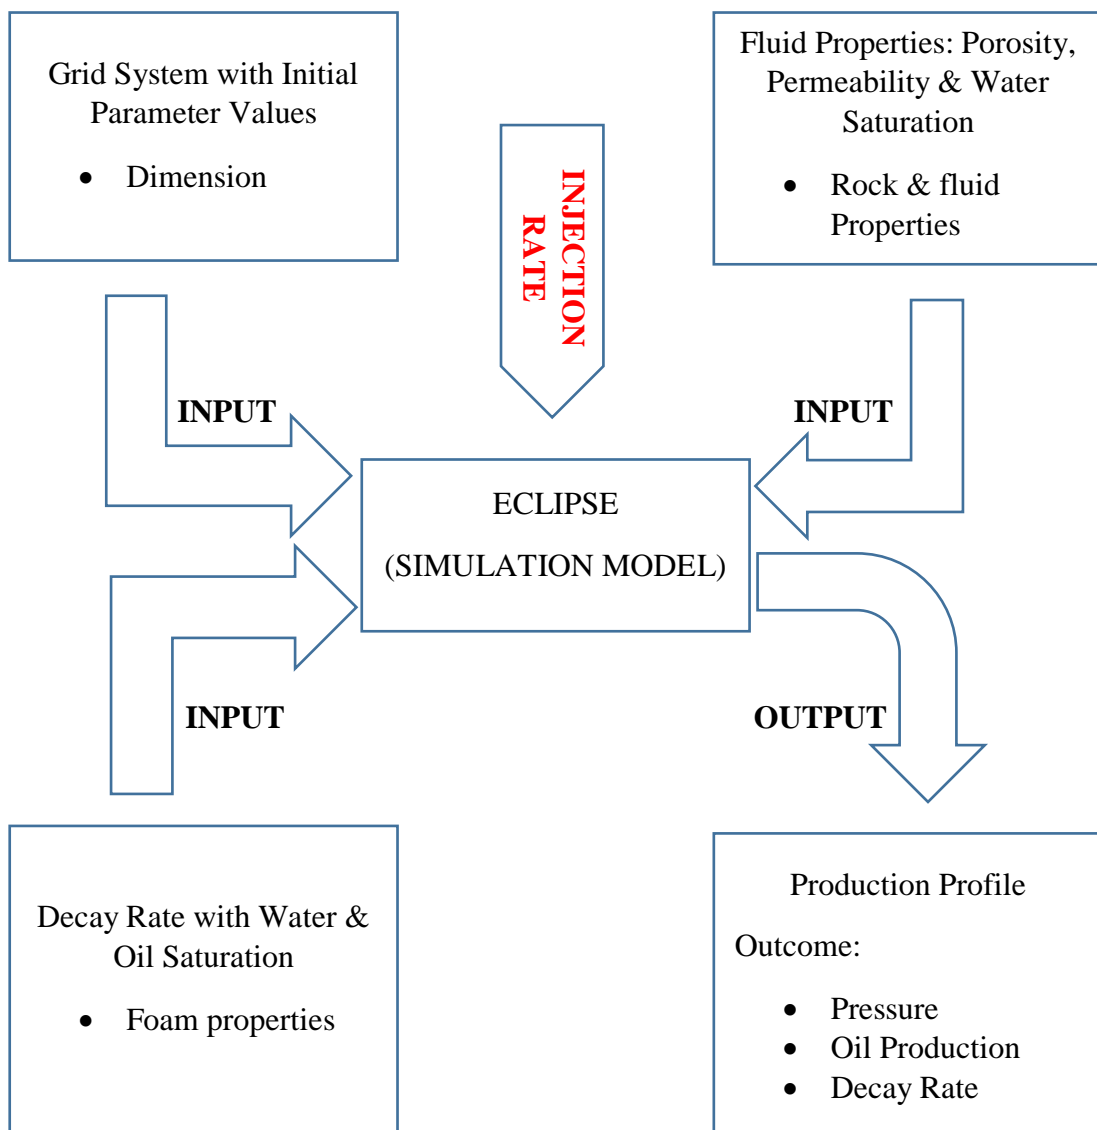 Grid System with Initial
Parameter Values
• Dimension
INJECTION
RATE
Fluid Properties: Porosity,
Permeability & Water
Saturation
• Rock & fluid
Properties
INPUT
INPUT
ECLIPSE
(SIMULATION MODEL)
INPUT
OUTPUT
Decay Rate with Water &
Oil Saturation
• Foam properties
Production Profile
Outcome:
• Pressure
• Oil Production
• Decay Rate